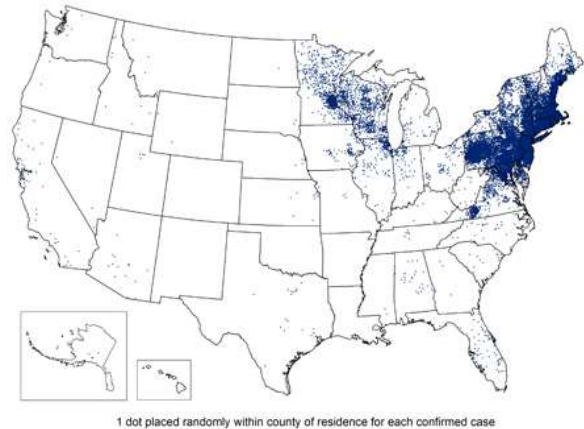 1 dot placed randomly within county of residence for each confirmed case